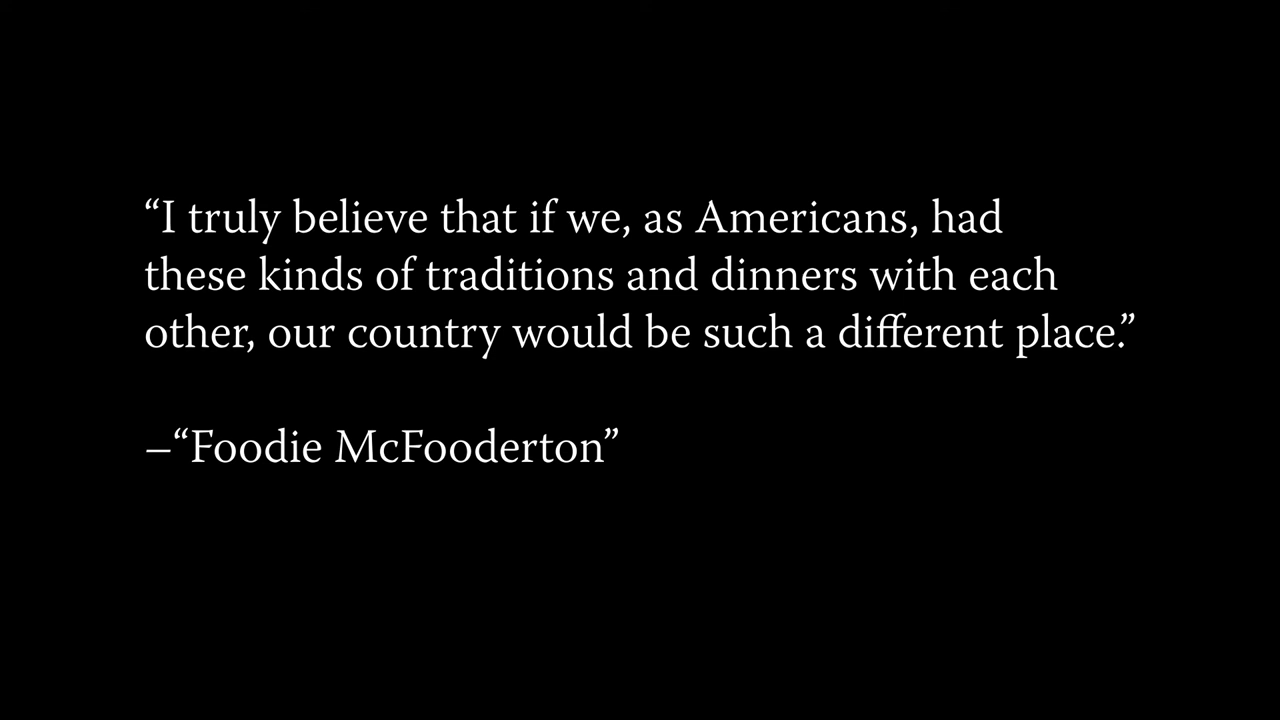 “I truly believe that if we, as Americans, had
these kinds of traditions and dinners with each
other, our country would be such a different place.”
–“Foodie McFooderton”